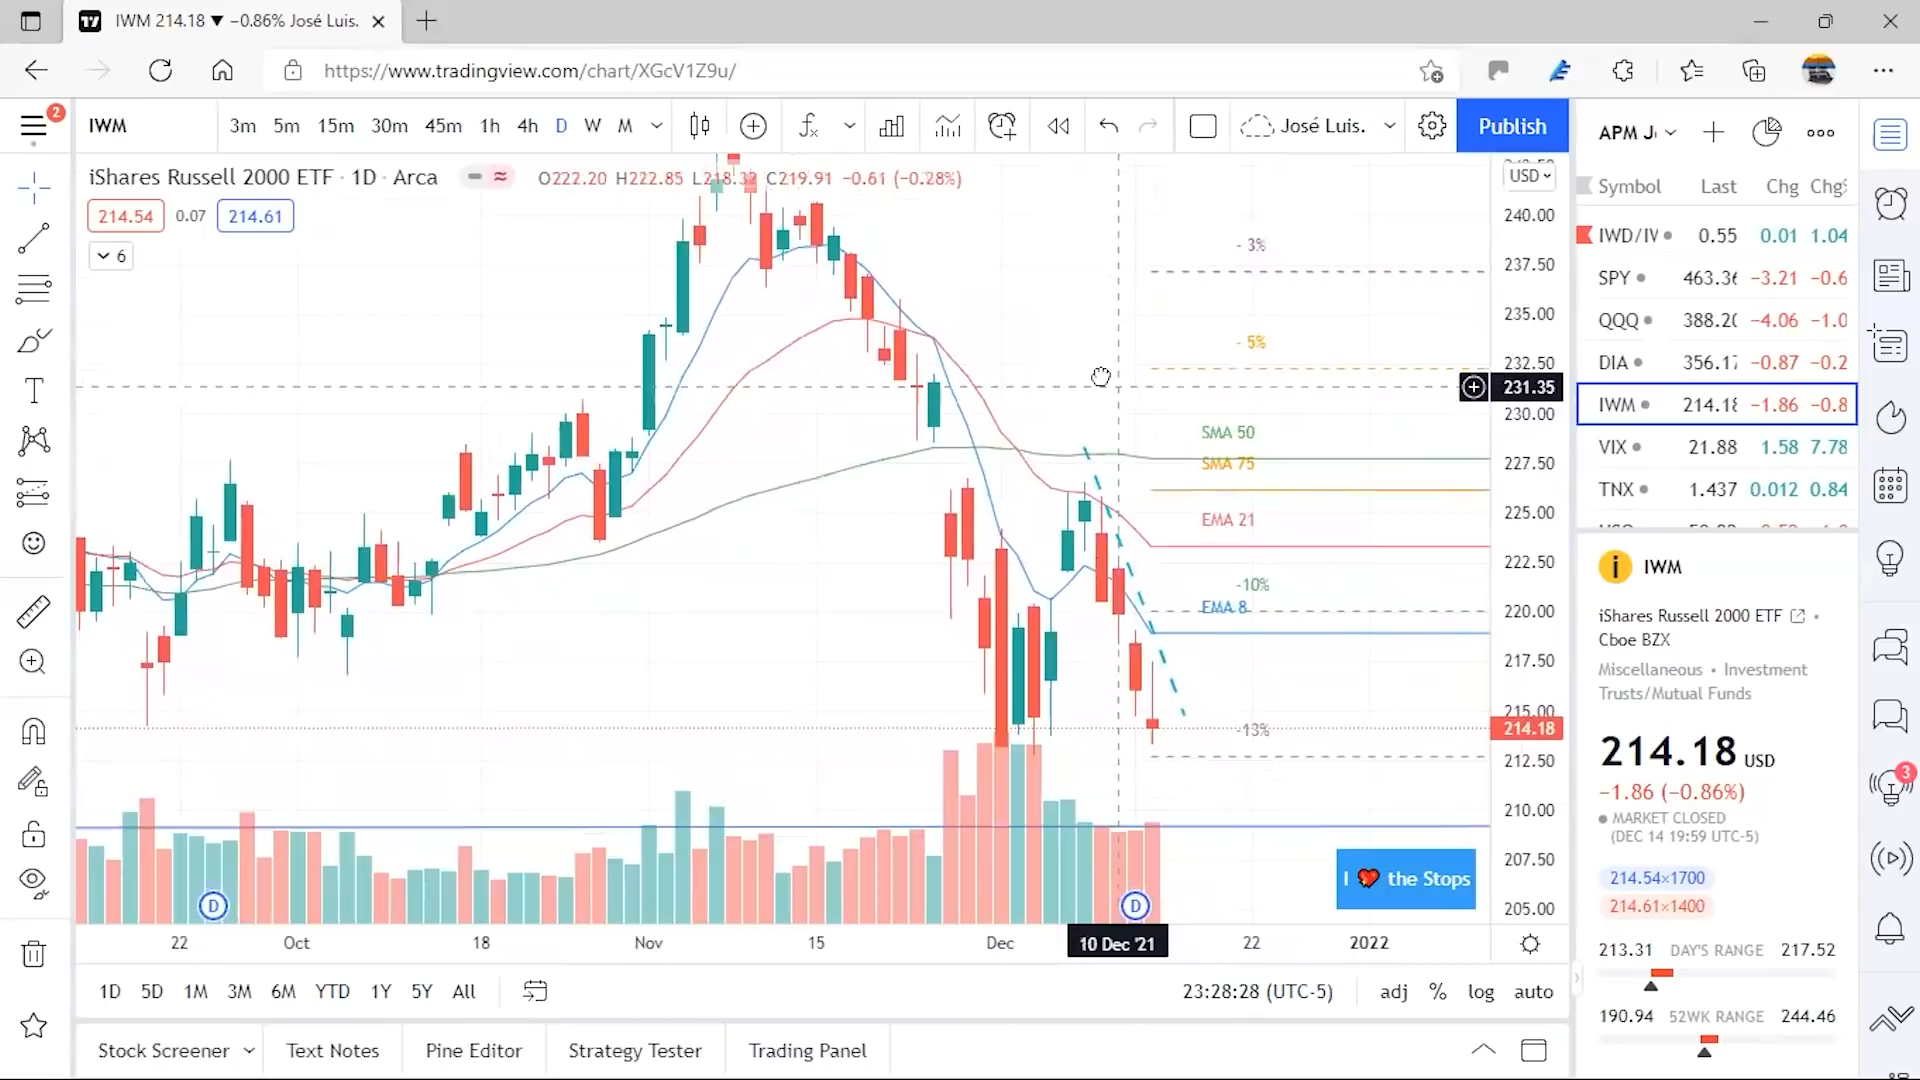 IWM 214.18 ▼ −0.86% José Luis.
https://www.tradingview.com/chart/XGcV1Z9u/
2
IWM
3m 5m 15m 30m 45m 1h 4h D W M
José Luis.
Publish
iShares Russell 2000 ETF · 1D · Arca
O222.20 H222.85 L218.32 C219.91 −0.61 (−0.28%)
214.54 0.07 214.61
6
USD
240.00
237.50
235.00
232.50
231.35
230.00
227.50
225.00
222.50
220.00
217.50
215.00
214.18
212.50
210.00
207.50
205.00
- 3%
- 5%
SMA 50
SMA 75
EMA 21
-10%
EMA 8
-13%
I ❤ the Stops
D D
22 Oct 18 Nov 15 Dec 10 Dec '21 22 2022
1D 5D 1M 3M 6M YTD 1Y 5Y All
23:28:28 (UTC-5) adj % log auto
Stock Screener Text Notes Pine Editor Strategy Tester Trading Panel
Symbol Last Chg Chg
IWD/IV 0.55 0.01 1.04
SPY 463.36 −3.21 −0.6
QQQ 388.20 −4.06 −1.0
DIA 356.17 −0.87 −0.2
IWM 214.18 −1.86 −0.8
VIX 21.88 1.58 7.78
TNX 1.437 0.012 0.84
IWM
iShares Russell 2000 ETF •
Cboe BZX
Miscellaneous • Investment
Trusts/Mutual Funds
214.18 USD
−1.86 (−0.86%)
MARKET CLOSED
(DEC 14 19:59 UTC-5)
214.54×1700
214.61×1400
213.31 DAY'S RANGE 217.52
190.94 52WK RANGE 244.46
3